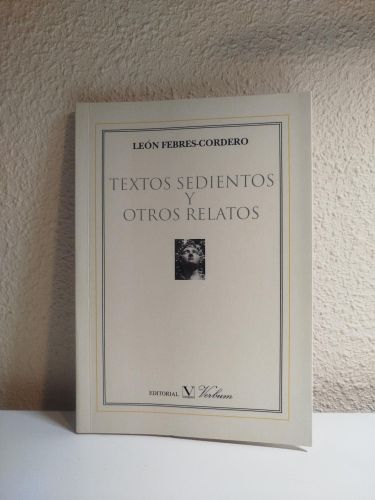 LEÓN FEBRES-CORDERO
TEXTOS SEDIENTOS
Y
OTROS RELATOS
EDITORIAL V Verbum